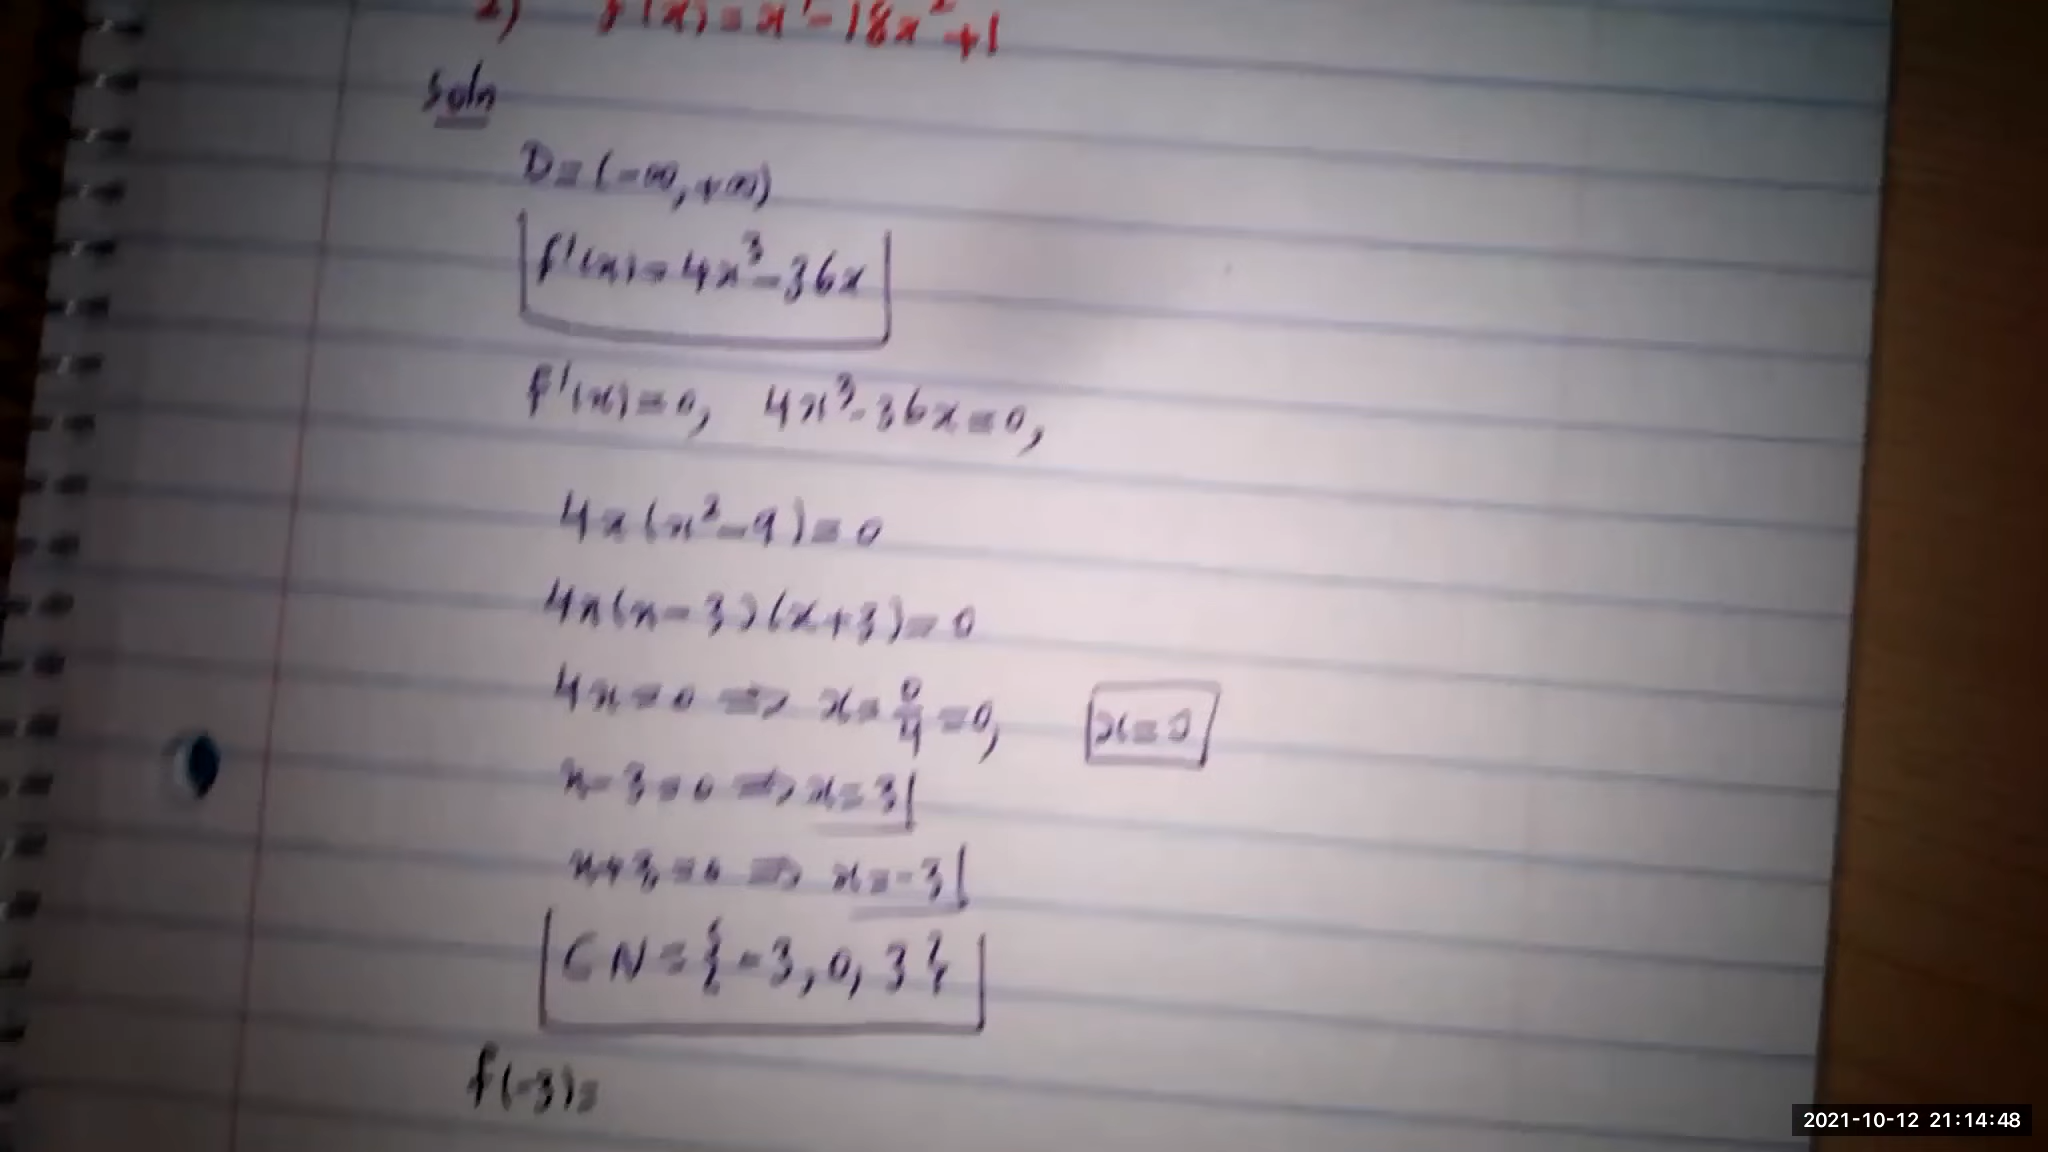 2) f(x) = x⁴ - 18x² + 1
Soln
D = (-∞, +∞)
f'(x) = 4x³ - 36x
f'(x) = 0, 4x³ - 36x = 0,
4x(x² - 9) = 0
4x(x - 3)(x + 3) = 0
4x = 0 ⇒ x = 0/4 = 0, x = 0
x - 3 = 0 ⇒ x = 3
x + 3 = 0 ⇒ x = -3
CN = {-3, 0, 3}
f(-3) =
2021-10-12 21:14:48